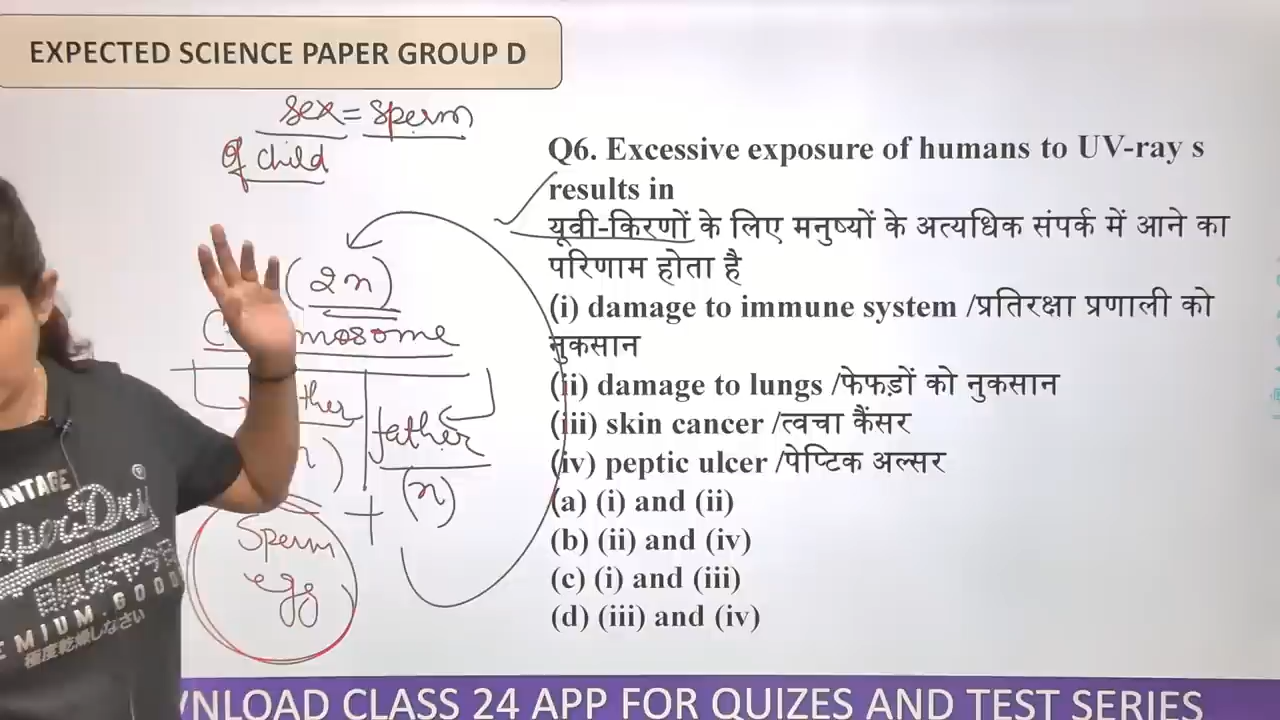 EXPECTED SCIENCE PAPER GROUP D
sex = sperm
of child
(2n)
mosome
father
(n)
+
(n)
Sperm
egg
Q6. Excessive exposure of humans to UV-ray s
results in
यूवी-किरणों के लिए मनुष्यों के अत्यधिक संपर्क में आने का
परिणाम होता है
(i) damage to immune system /प्रतिरक्षा प्रणाली को
नुकसान
(ii) damage to lungs /फेफड़ों को नुकसान
(iii) skin cancer /त्वचा कैंसर
(iv) peptic ulcer /पेप्टिक अल्सर
(a) (i) and (ii)
(b) (ii) and (iv)
(c) (i) and (iii)
(d) (iii) and (iv)
WNLOAD CLASS 24 APP FOR QUIZES AND TEST SERIES